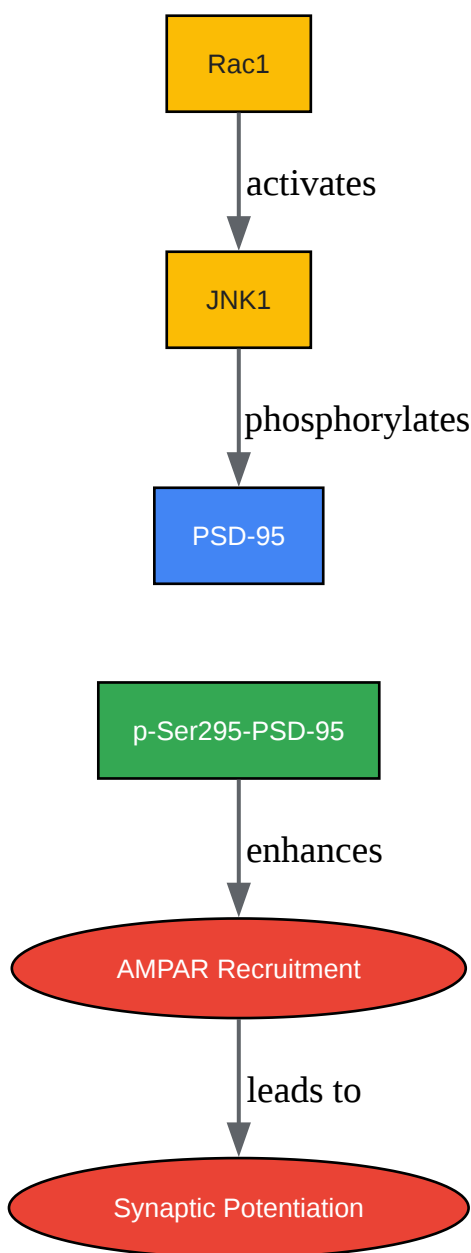 Rac1
activates
JNK1
phosphorylates
PSD-95
p-Ser295-PSD-95
enhances
AMPAR Recruitment
leads to
Synaptic Potentiation